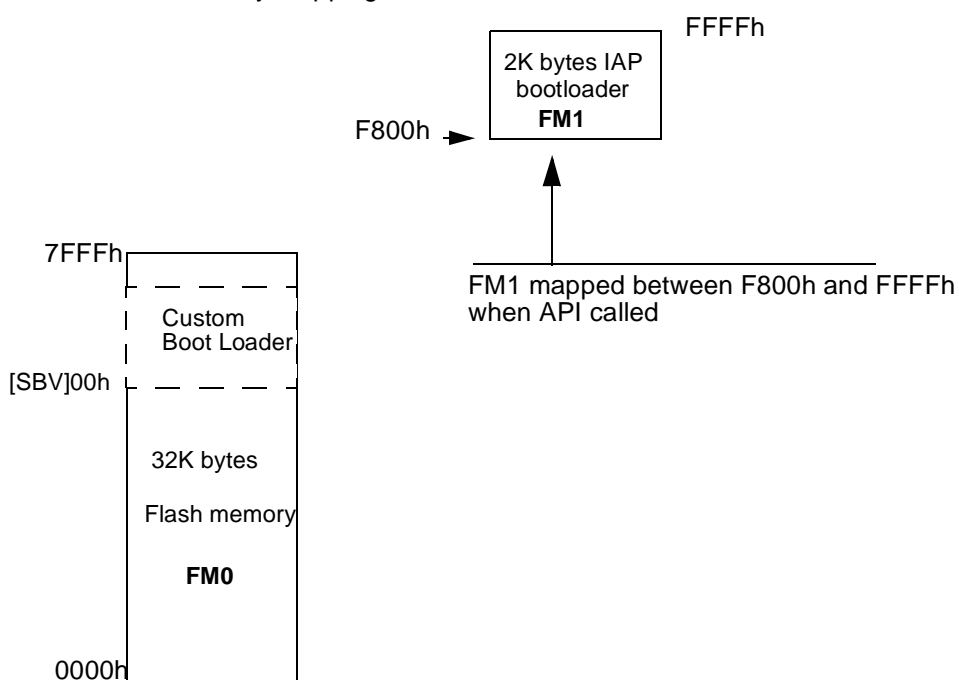 FFFFh
2K bytes IAP
bootloader
FM1
F800h
7FFFh
FM1 mapped between F800h and FFFFh
when API called
Custom
Boot Loader
[SBV]00h
32K bytes
Flash memory
FM0
0000h